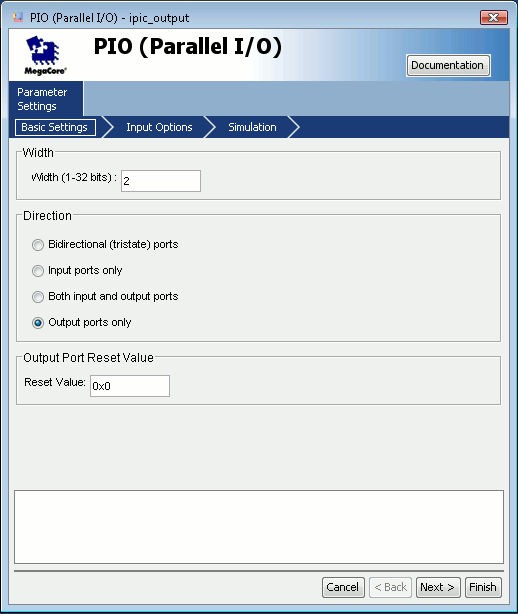 PIO (Parallel I/O) - ipic_output
PIO (Parallel I/O)
MegaCore®
Documentation
Parameter
Settings
Basic Settings
Input Options
Simulation
Width
Width (1-32 bits) : 2
Direction
Bidirectional (tristate) ports
Input ports only
Both input and output ports
Output ports only
Output Port Reset Value
Reset Value: 0x0
Cancel
< Back
Next >
Finish